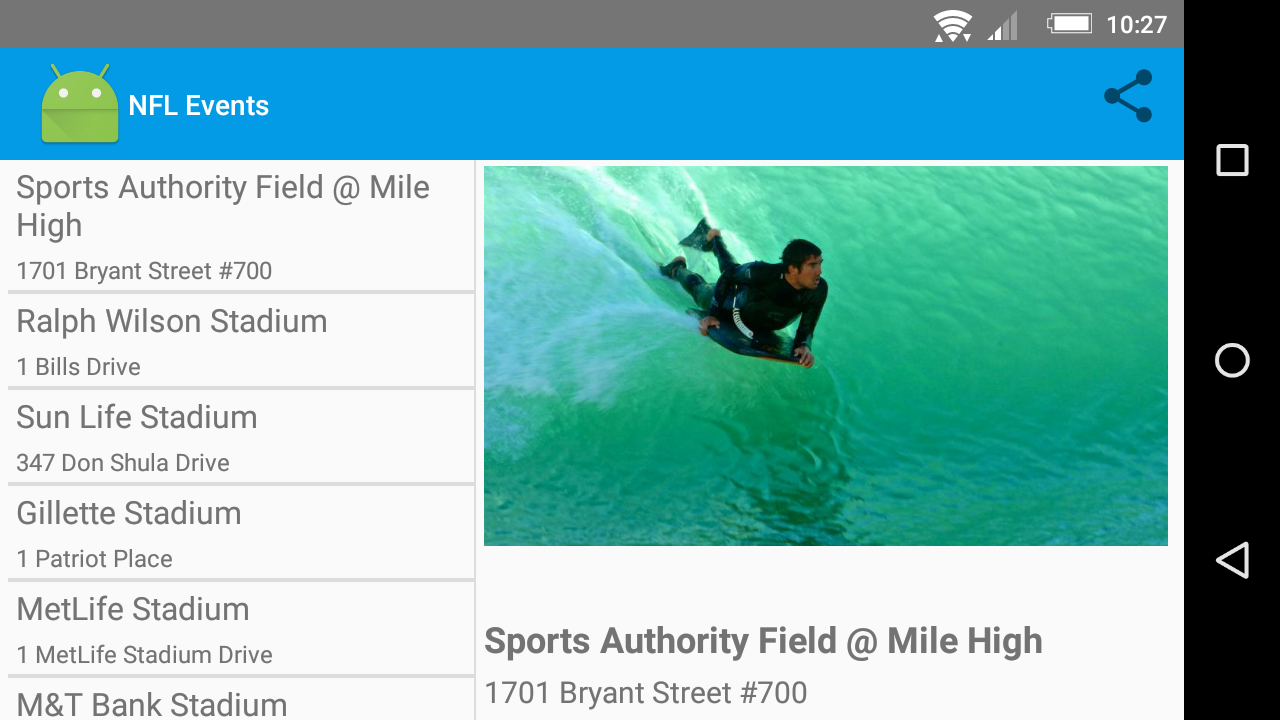 10:27
NFL Events
Sports Authority Field @ Mile
High
1701 Bryant Street #700
Ralph Wilson Stadium
1 Bills Drive
Sun Life Stadium
347 Don Shula Drive
Gillette Stadium
1 Patriot Place
MetLife Stadium
1 MetLife Stadium Drive
M&T Bank Stadium
Sports Authority Field @ Mile High
1701 Bryant Street #700